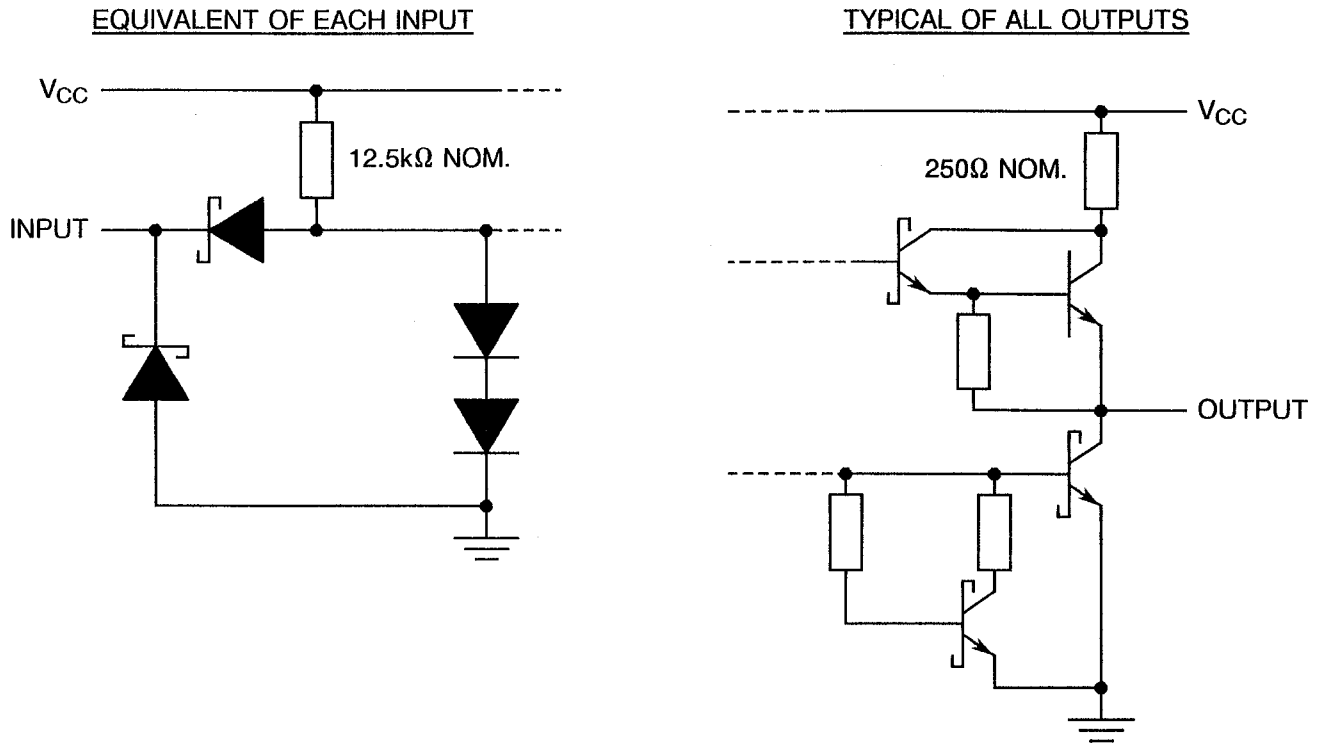 EQUIVALENT OF EACH INPUT
VCC
12.5kΩ NOM.
INPUT
TYPICAL OF ALL OUTPUTS
VCC
250Ω NOM.
OUTPUT